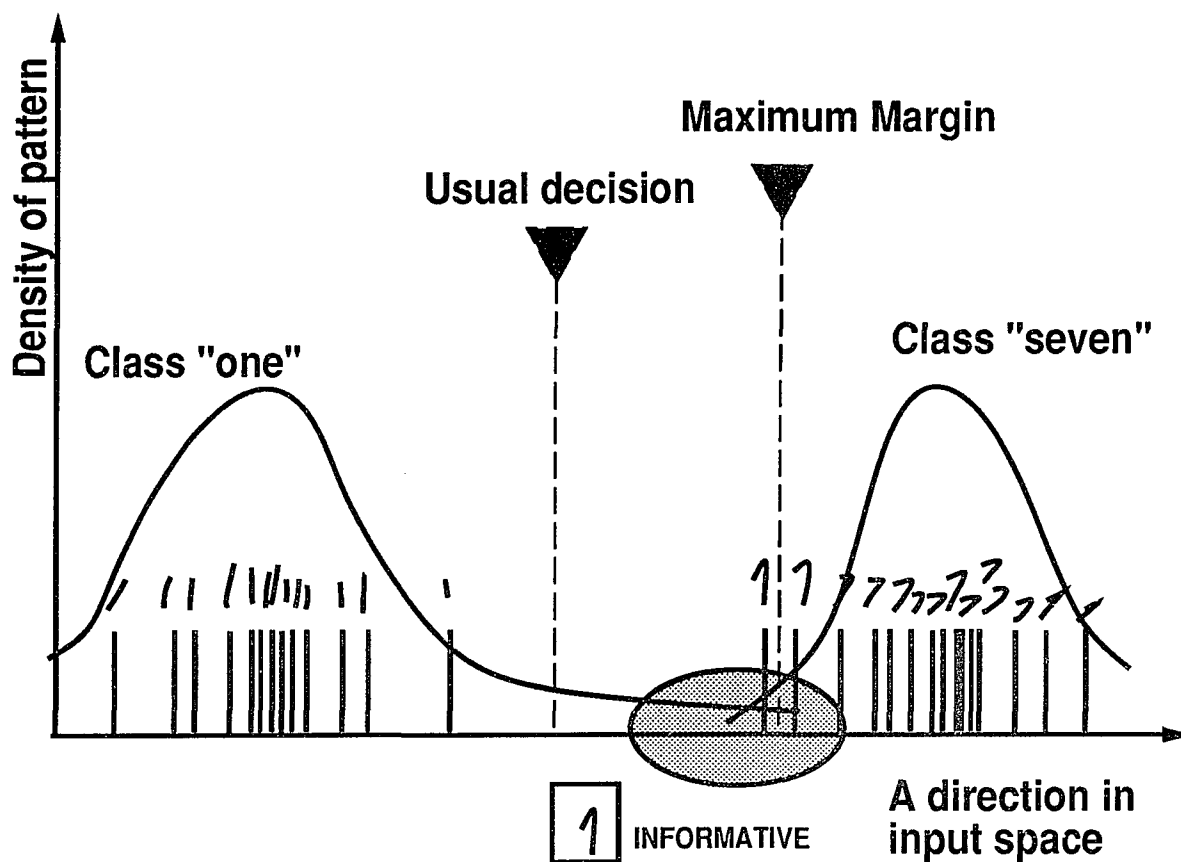 Density of pattern
Maximum Margin
Usual decision
Class "one"
Class "seven"
1 INFORMATIVE
A direction in
input space